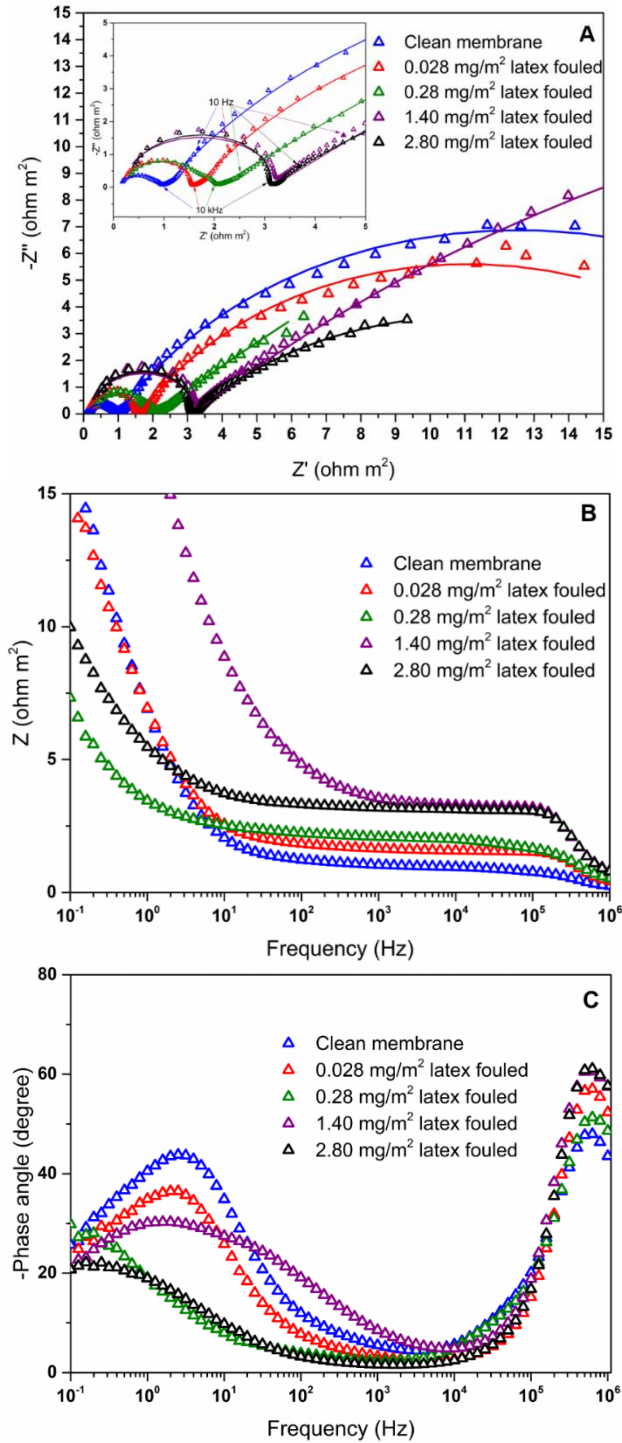 A
Clean membrane
0.028 mg/m² latex fouled
0.28 mg/m² latex fouled
1.40 mg/m² latex fouled
2.80 mg/m² latex fouled
-Z'' (ohm m²)
15
14
13
12
11
10
9
8
7
6
5
4
3
2
1
0
0 1 2 3 4 5 6 7 8 9 10 11 12 13 14 15
Z' (ohm m²)
-Z'' (ohm m²)
5
4
3
2
1
0
10 Hz
10 kHz
0 1 2 3 4 5
Z' (ohm m²)
B
Clean membrane
0.028 mg/m² latex fouled
0.28 mg/m² latex fouled
1.40 mg/m² latex fouled
2.80 mg/m² latex fouled
Z (ohm m²)
15
10
5
0
10⁻¹ 10⁰ 10¹ 10² 10³ 10⁴ 10⁵ 10⁶
Frequency (Hz)
C
Clean membrane
0.028 mg/m² latex fouled
0.28 mg/m² latex fouled
1.40 mg/m² latex fouled
2.80 mg/m² latex fouled
-Phase angle (degree)
80
60
40
20
0
10⁻¹ 10⁰ 10¹ 10² 10³ 10⁴ 10⁵ 10⁶
Frequency (Hz)